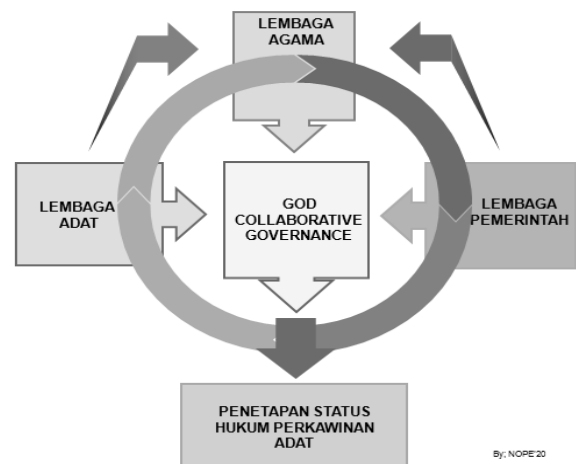 LEMBAGA
AGAMA
LEMBAGA
ADAT
GOD
COLLABORATIVE
GOVERNANCE
LEMBAGA
PEMERINTAH
PENETAPAN STATUS
HUKUM PERKAWINAN
ADAT
By; NOPE'20